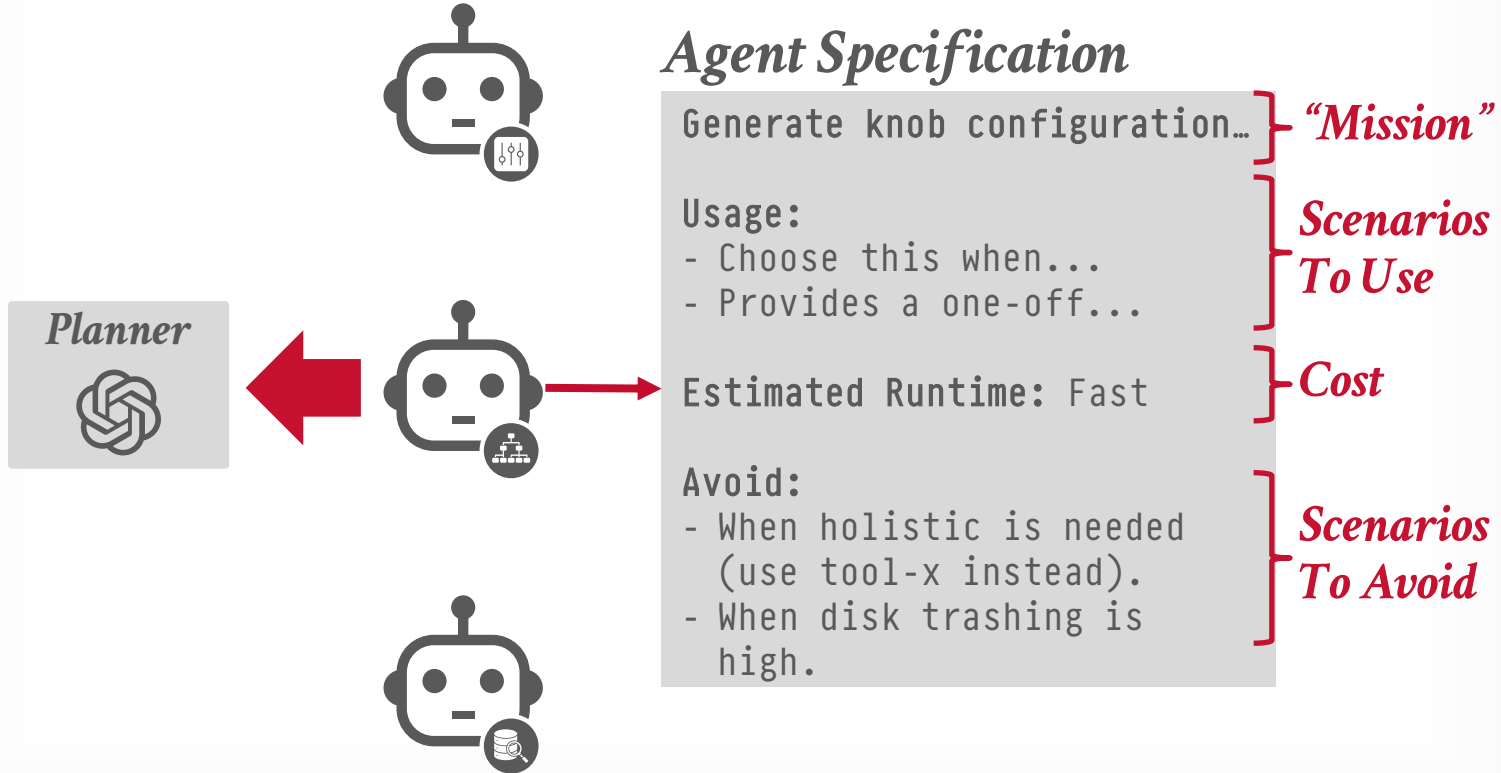 Agent Specification
Planner
Generate knob configuration…
Usage:
- Choose this when...
- Provides a one-off...
Estimated Runtime: Fast
Avoid:
- When holistic is needed
(use tool-x instead).
- When disk trashing is
high.
“Mission”
Scenarios
To Use
Cost
Scenarios
To Avoid